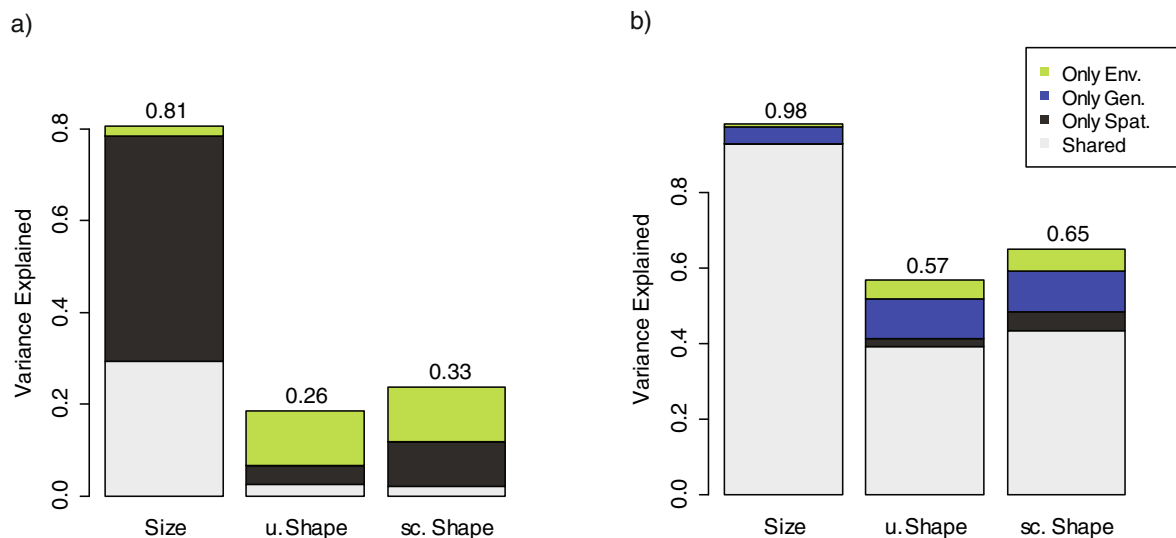 a)
0.81
0.26
0.33
Variance Explained
0.0
0.2
0.4
0.6
0.8
Size
u. Shape
sc. Shape
b)
Only Env.
Only Gen.
Only Spat.
Shared
0.98
0.57
0.65
Variance Explained
0.0
0.2
0.4
0.6
0.8
Size
u. Shape
sc. Shape